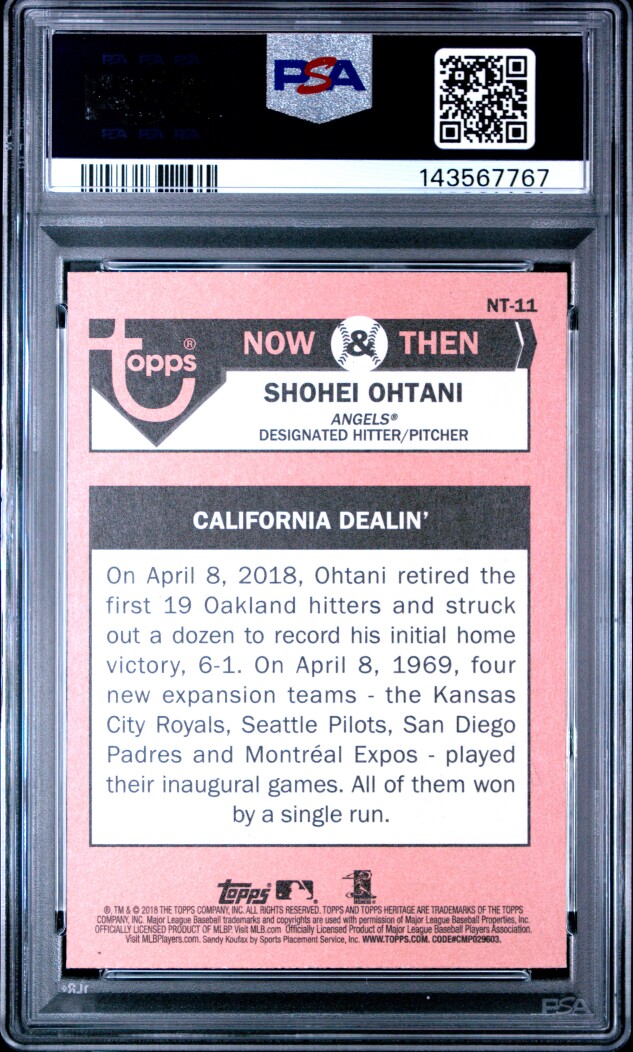 PSA
143567767
NT-11
topps®
NOW & THEN
SHOHEI OHTANI
ANGELS®
DESIGNATED HITTER/PITCHER
CALIFORNIA DEALIN’
On April 8, 2018, Ohtani retired the
first 19 Oakland hitters and struck
out a dozen to record his initial home
victory, 6-1. On April 8, 1969, four
new expansion teams - the Kansas
City Royals, Seattle Pilots, San Diego
Padres and Montréal Expos - played
their inaugural games. All of them won
by a single run.
topps®
®, TM & © 2018 THE TOPPS COMPANY, INC. ALL RIGHTS RESERVED. TOPPS AND TOPPS HERITAGE ARE TRADEMARKS OF THE TOPPS
COMPANY, INC. Major League Baseball trademarks and copyrights are used with permission of Major League Baseball Properties, Inc.
OFFICIALLY LICENSED PRODUCT OF MLBP. Visit MLB.com Officially Licensed Product of Major League Baseball Players Association.
Visit MLBPlayers.com. Sandy Koufax by Sports Placement Service, Inc. WWW.TOPPS.COM. CODE#CMP029603.
PSA